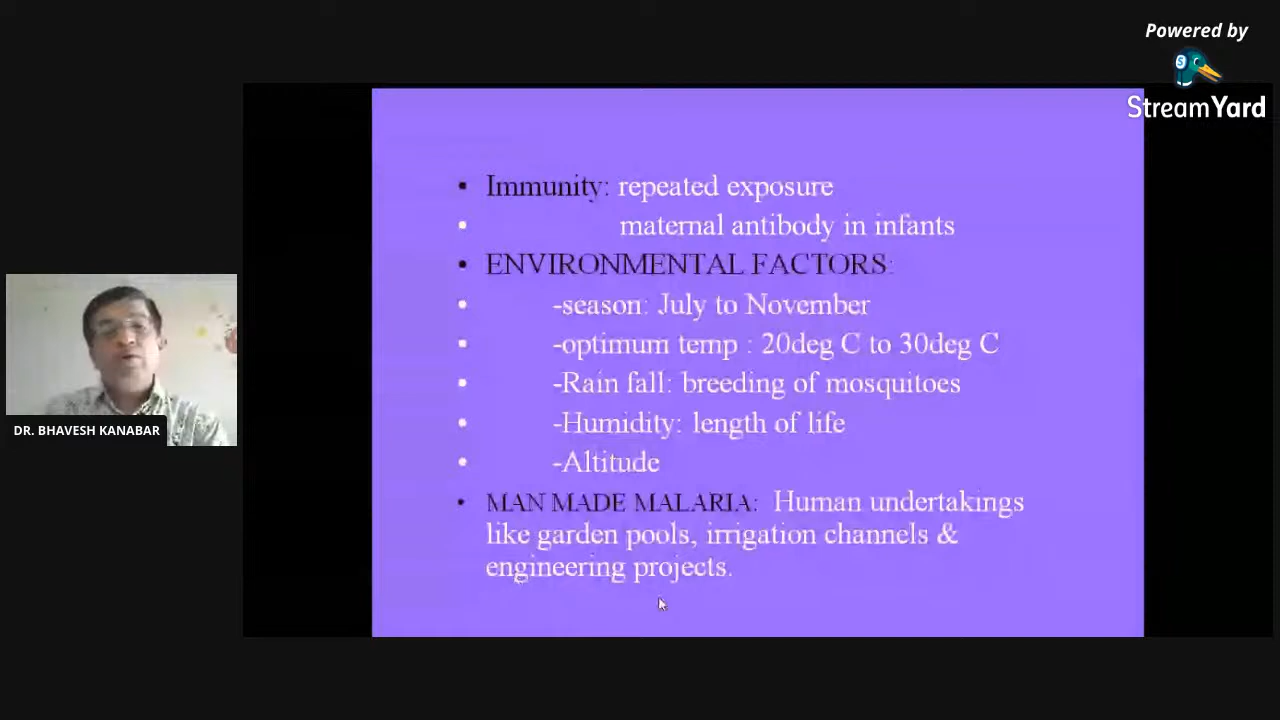 Powered by
StreamYard
• Immunity: repeated exposure
• maternal antibody in infants
• ENVIRONMENTAL FACTORS:
• -season: July to November
• -optimum temp : 20deg C to 30deg C
• -Rain fall: breeding of mosquitoes
• -Humidity: length of life
• -Altitude
• MAN MADE MALARIA: Human undertakings
like garden pools, irrigation channels &
engineering projects.
DR. BHAVESH KANABAR